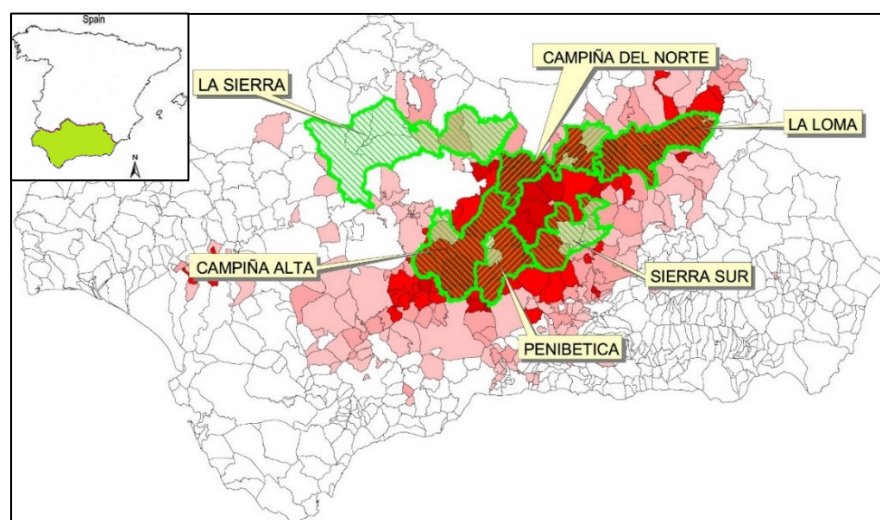 Spain
N
CAMPIÑA DEL NORTE
LA SIERRA
LA LOMA
CAMPIÑA ALTA
SIERRA SUR
PENIBETICA